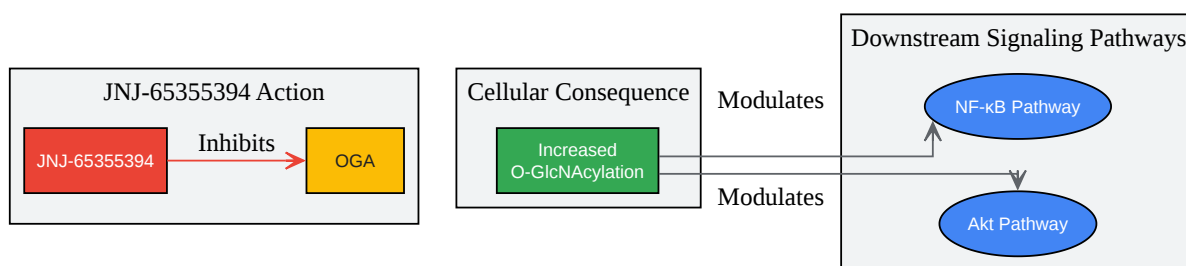 JNJ-65355394 Action
JNJ-65355394
Inhibits
OGA
Cellular Consequence
Increased
O-GlcNAcylation
Modulates
Modulates
Downstream Signaling Pathways
NF-κB Pathway
Akt Pathway